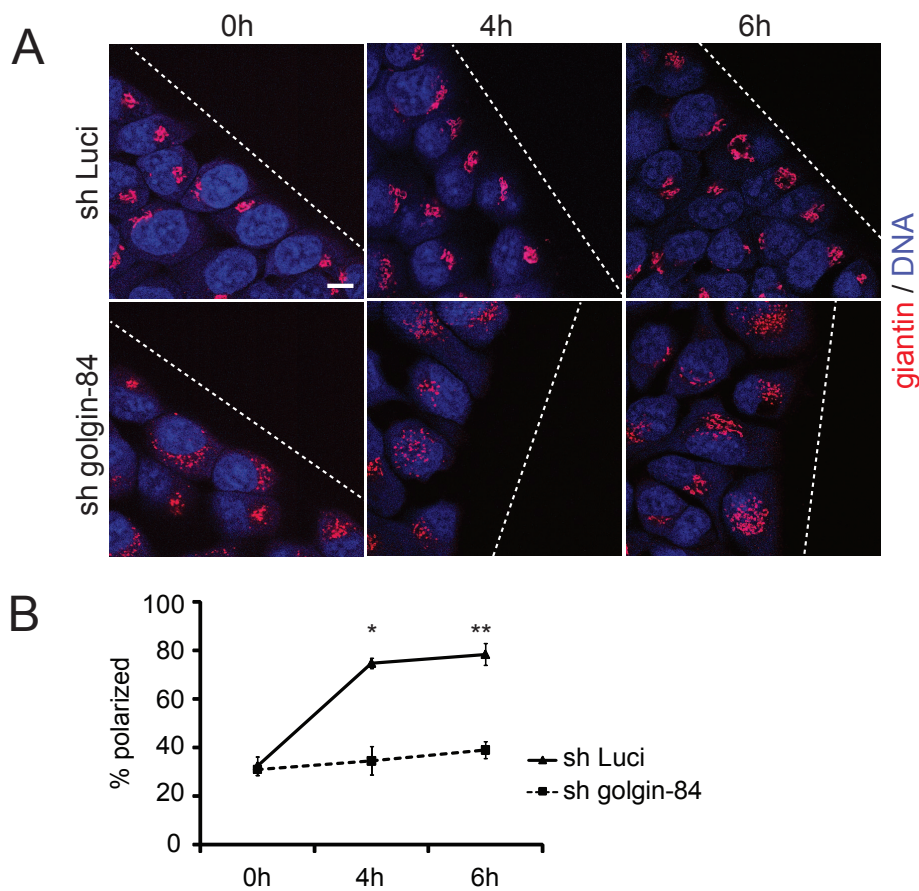 A
0h 4h 6h
sh Luci
sh golgin-84
giantin / DNA
B
% polarized
100
80
60
40
20
0
* **
0h 4h 6h
sh Luci
sh golgin-84